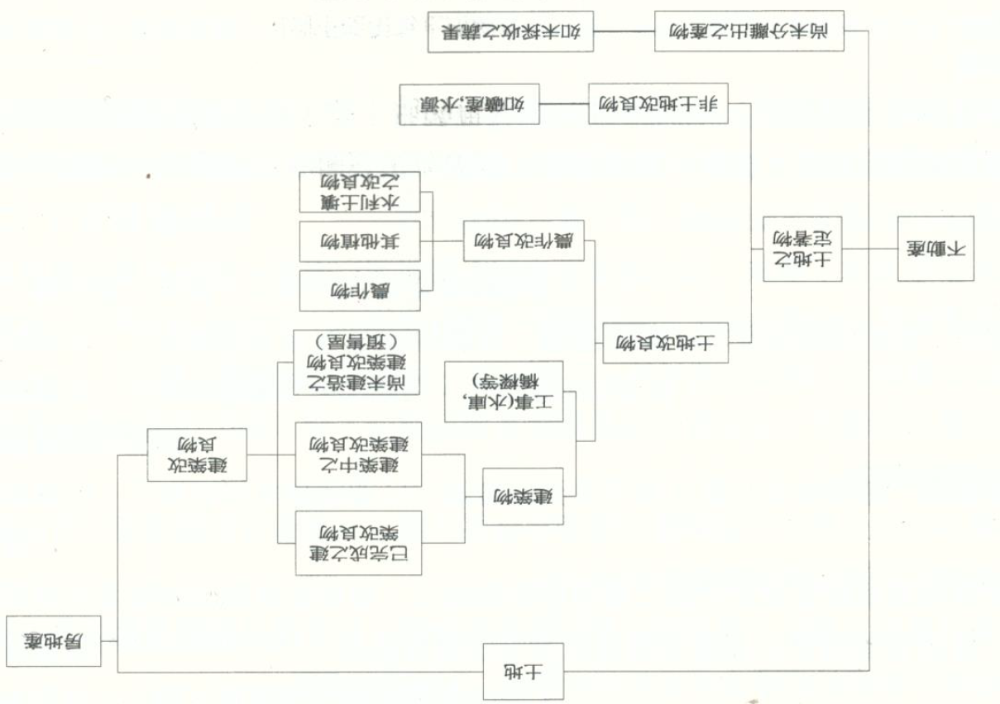 不動產
土地
土地之
定著物
尚未分離出之產物
如未採收之蔬果
土地改良物
非土地改良物
如礦產,水源
建築物
工事(水庫,
橋樑等)
農作改良物
農作物
其他植物
水利土壤
之改良物
已完成之建
築改良物
建築中之
建築改良物
尚未建造之
建築改良物
(預售屋)
建築改
良物
房地產